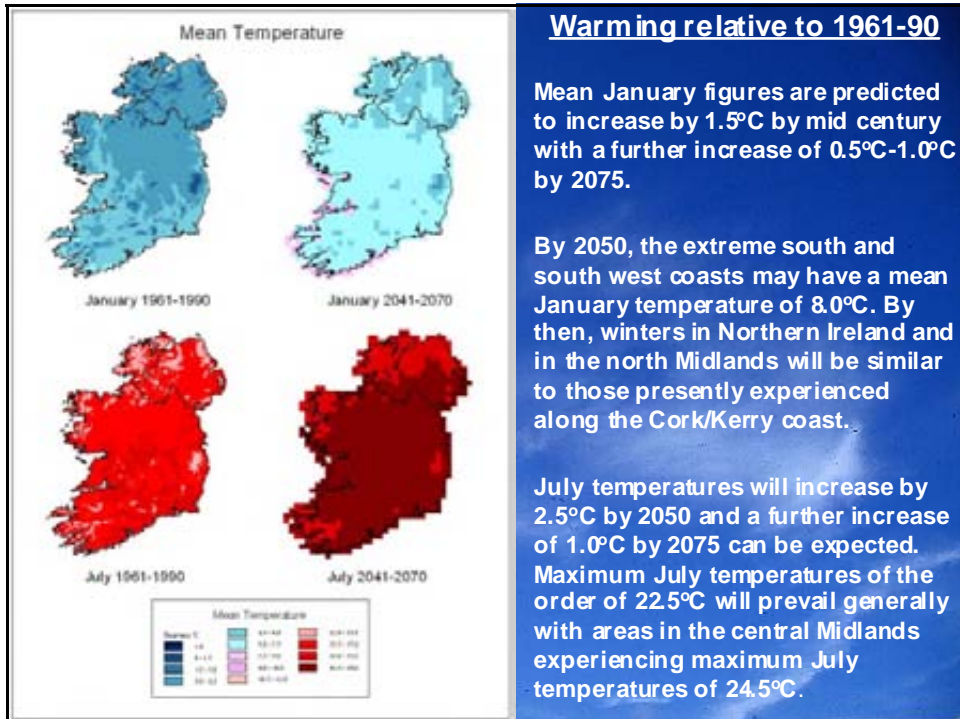 Mean Temperature
January 1961-1990
January 2041-2070
July 1961-1990
July 2041-2070
Mean Temperature
Warming relative to 1961-90
Mean January figures are predicted
to increase by 1.5ºC by mid century
with a further increase of 0.5ºC-1.0ºC
by 2075.
By 2050, the extreme south and
south west coasts may have a mean
January temperature of 8.0ºC. By
then, winters in Northern Ireland and
in the north Midlands will be similar
to those presently experienced
along the Cork/Kerry coast.
July temperatures will increase by
2.5ºC by 2050 and a further increase
of 1.0ºC by 2075 can be expected.
Maximum July temperatures of the
order of 22.5ºC will prevail generally
with areas in the central Midlands
experiencing maximum July
temperatures of 24.5ºC.